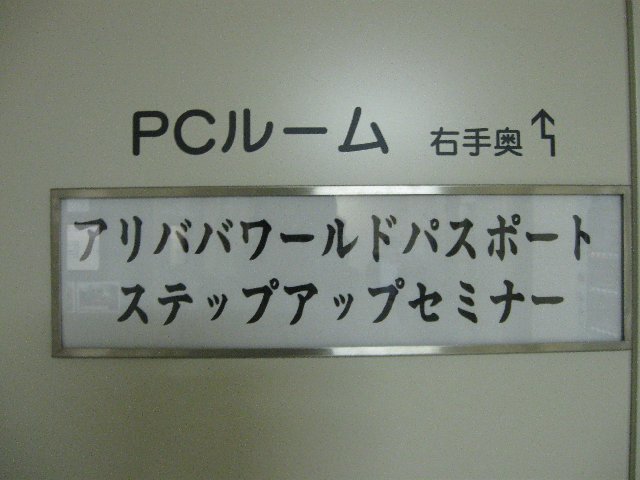 PCルーム 右手奥
アリババワールドパスポート
ステップアップセミナー